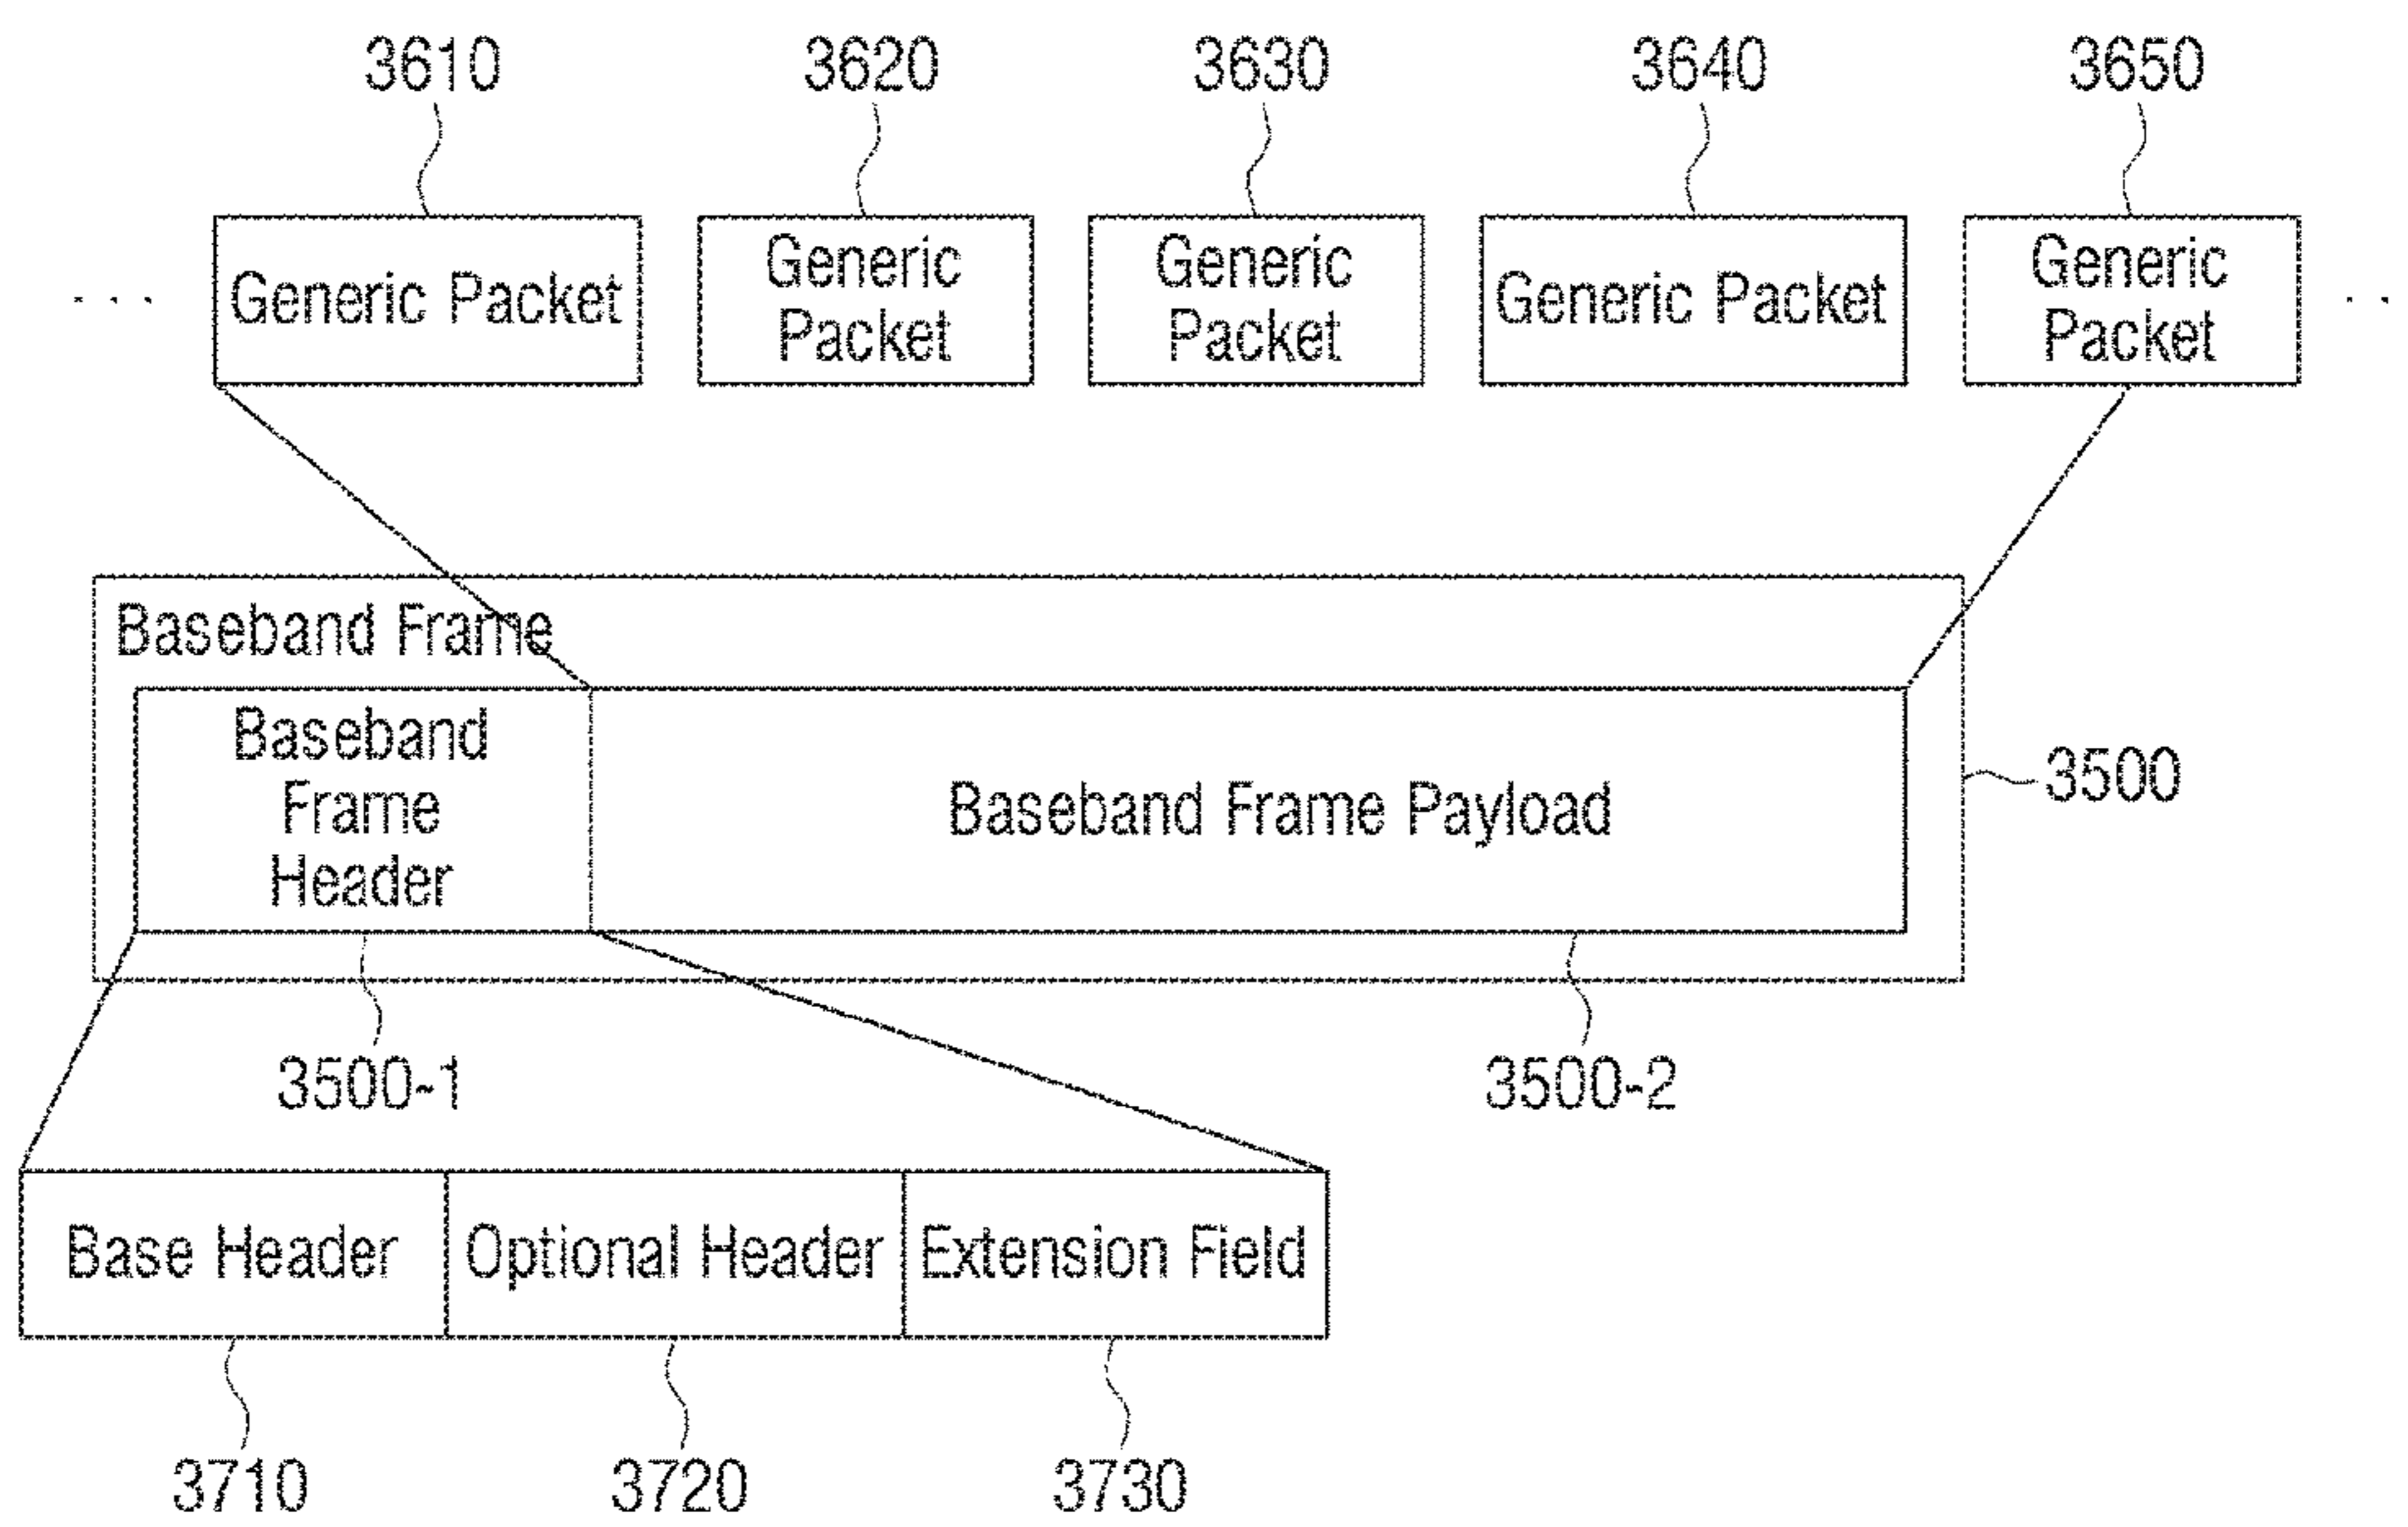 3610 3620 3630 3640 3650
Generic Packet
Generic
Packet
Generic
Packet
Generic Packet
Generic
Packet
Baseband Frame
Baseband
Frame
Header
Baseband Frame Payload
3500
3500-1
3500-2
Base Header
Optional Header
Extension Field
3710 3720 3730